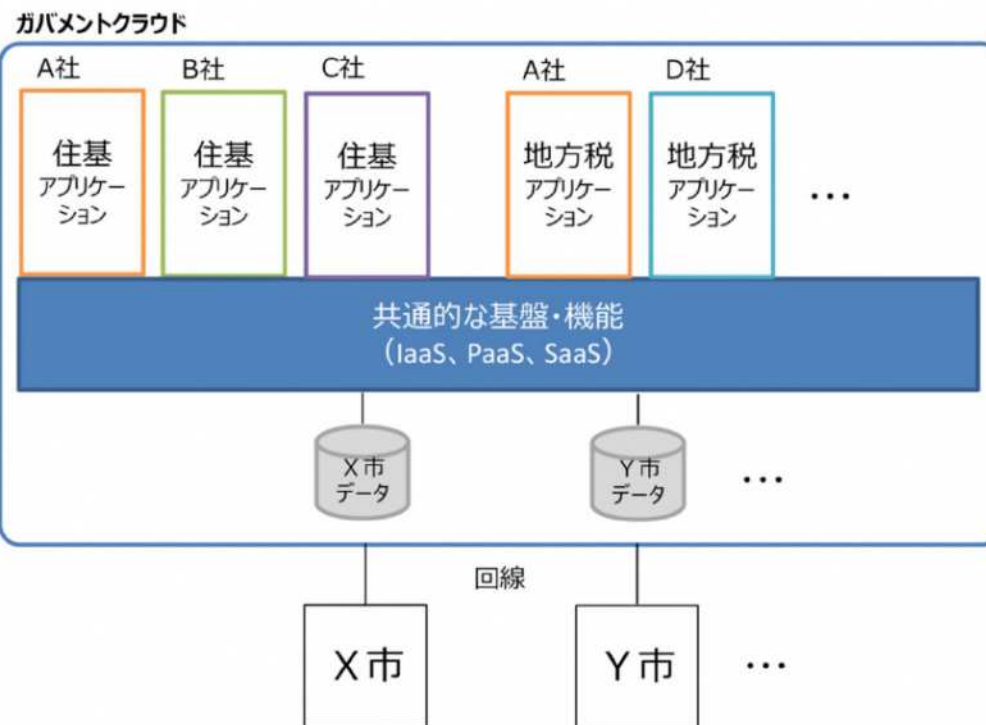 ガバメントクラウド
A社
B社
C社
A社
D社
住基
アプリケー
ション
住基
アプリケー
ション
住基
アプリケー
ション
地方税
アプリケー
ション
地方税
アプリケー
ション
…
共通的な基盤・機能
(IaaS、PaaS、SaaS)
X市
データ
Y市
データ
…
回線
X市
Y市
…